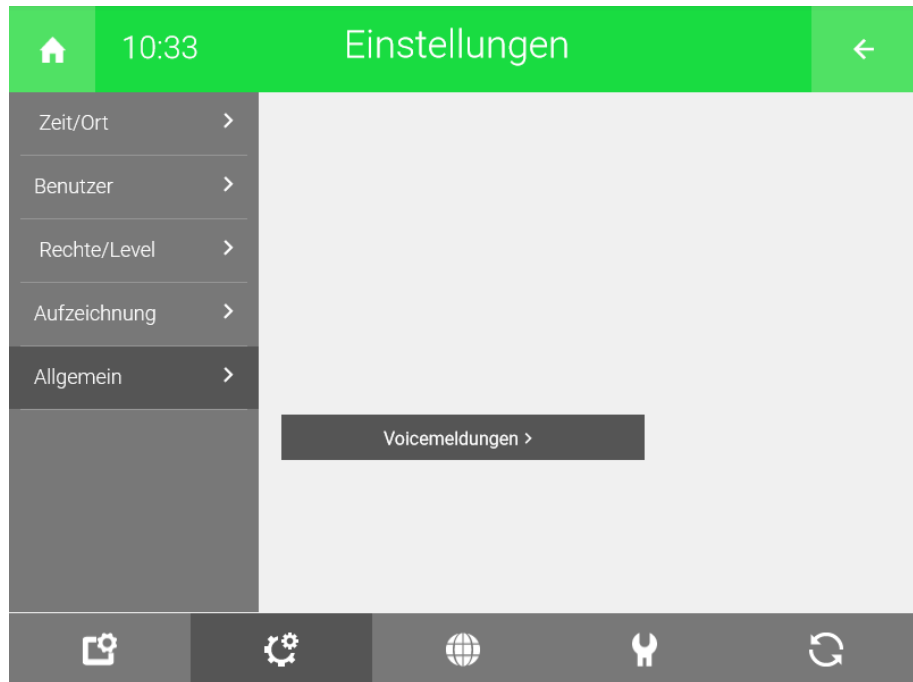 10:33
Einstellungen
Zeit/Ort
Benutzer
Rechte/Level
Aufzeichnung
Allgemein
Voicemeldungen >